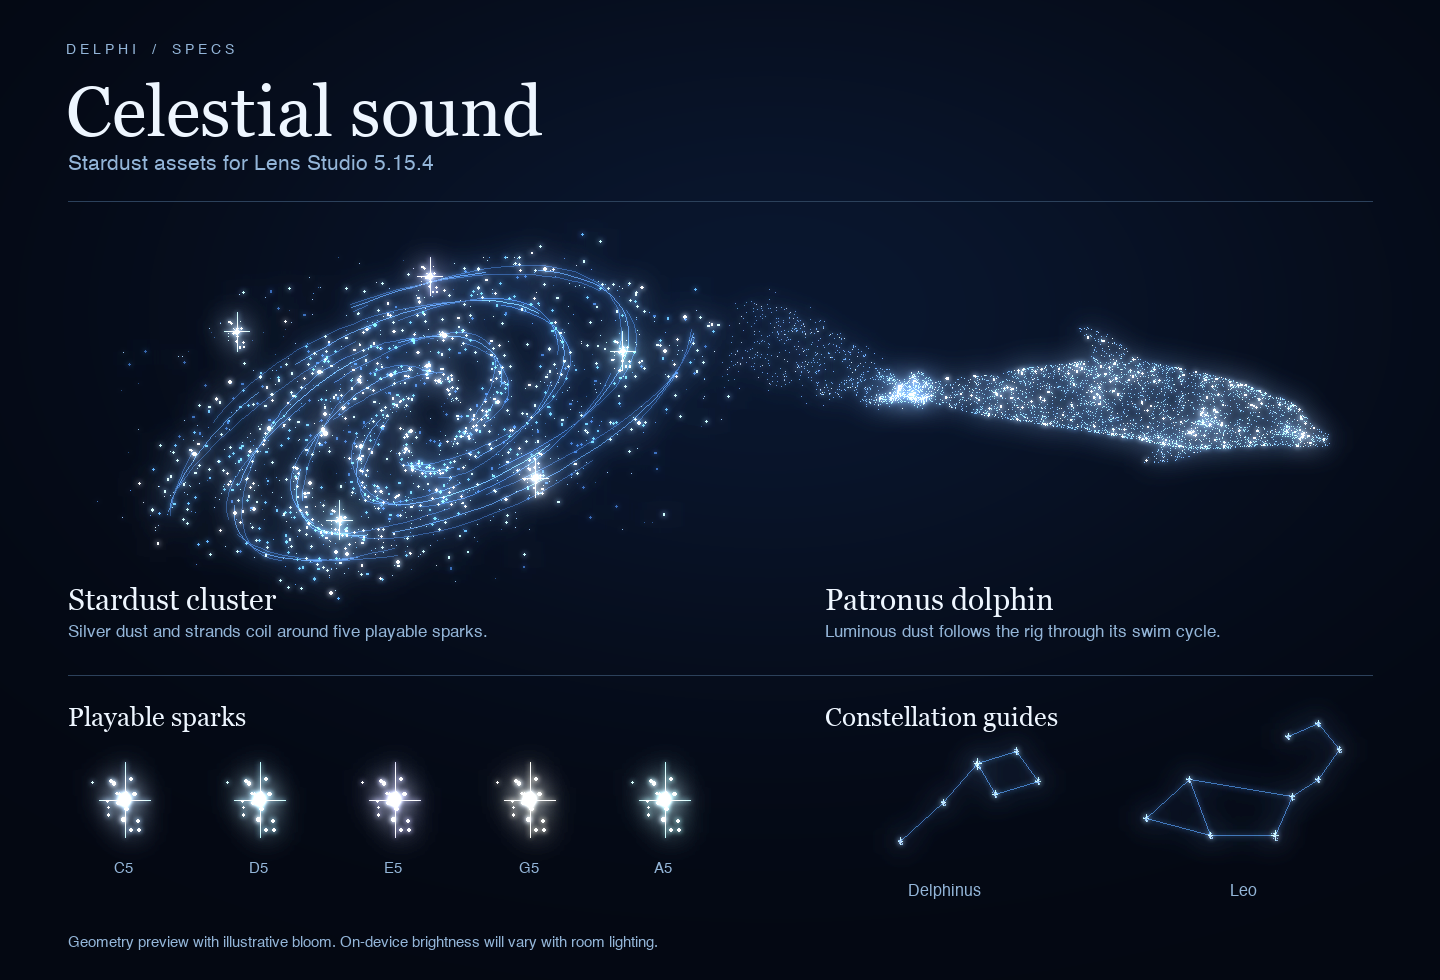 DELPHI / SPECS
Celestial sound
Stardust assets for Lens Studio 5.15.4
Stardust cluster
Silver dust and strands coil around five playable sparks.
Patronus dolphin
Luminous dust follows the rig through its swim cycle.
Playable sparks
C5
D5
E5
G5
A5
Constellation guides
Delphinus
Leo
Geometry preview with illustrative bloom. On-device brightness will vary with room lighting.